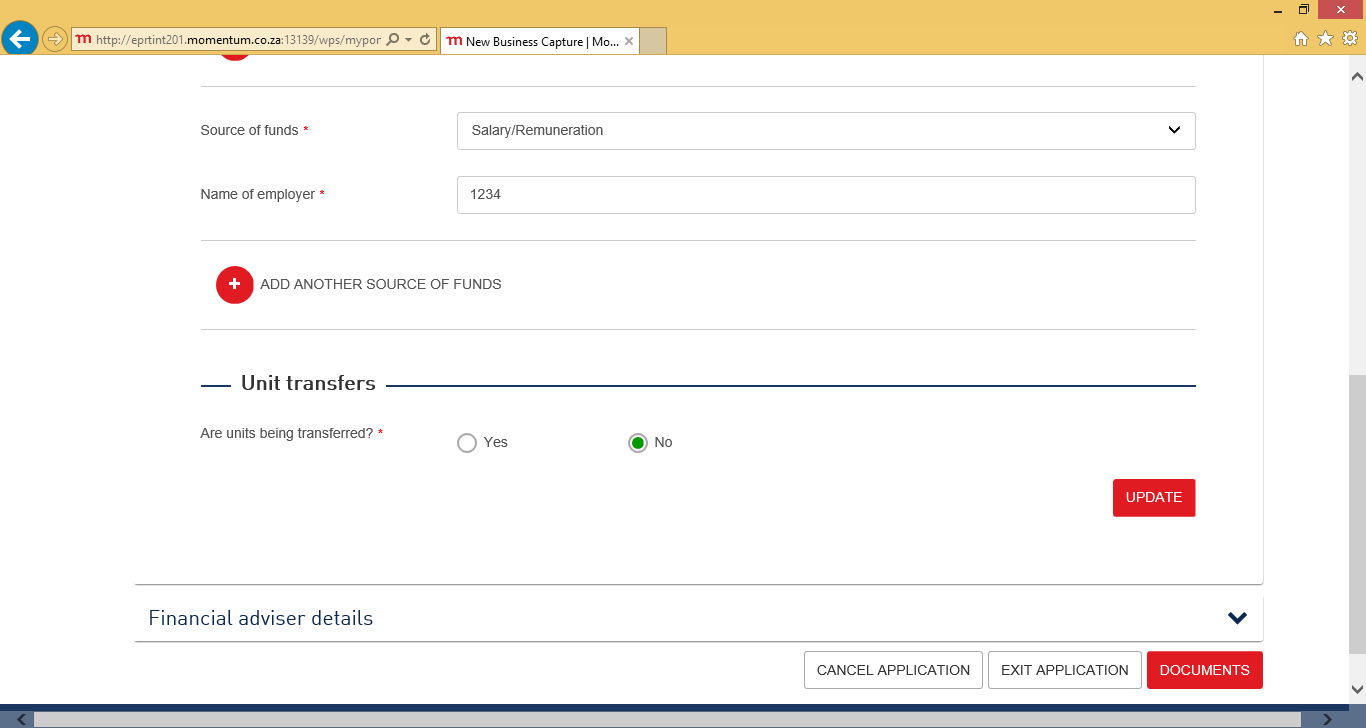 m http://eprtint201.momentum.co.za:13139/wps/mypor
m New Business Capture | Mo...
Source of funds *
Salary/Remuneration
Name of employer *
1234
+ ADD ANOTHER SOURCE OF FUNDS
Unit transfers
Are units being transferred? *
Yes
No
UPDATE
Financial adviser details
CANCEL APPLICATION
EXIT APPLICATION
DOCUMENTS